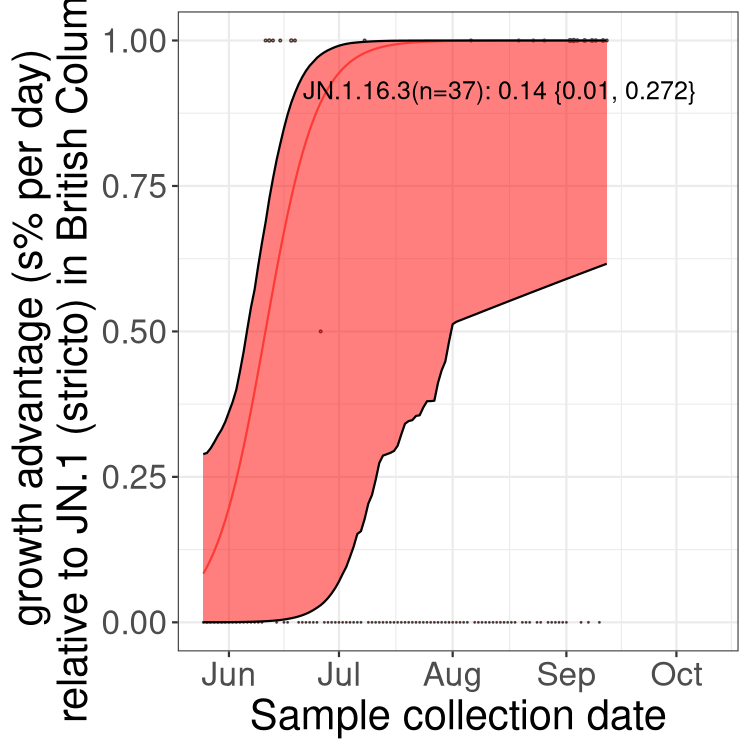 growth advantage (s% per day)
relative to JN.1 (stricto) in British Colum
1.00
0.75
0.50
0.25
0.00
JN.1.16.3(n=37): 0.14 {0.01, 0.272}
Jun Jul Aug Sep Oct
Sample collection date